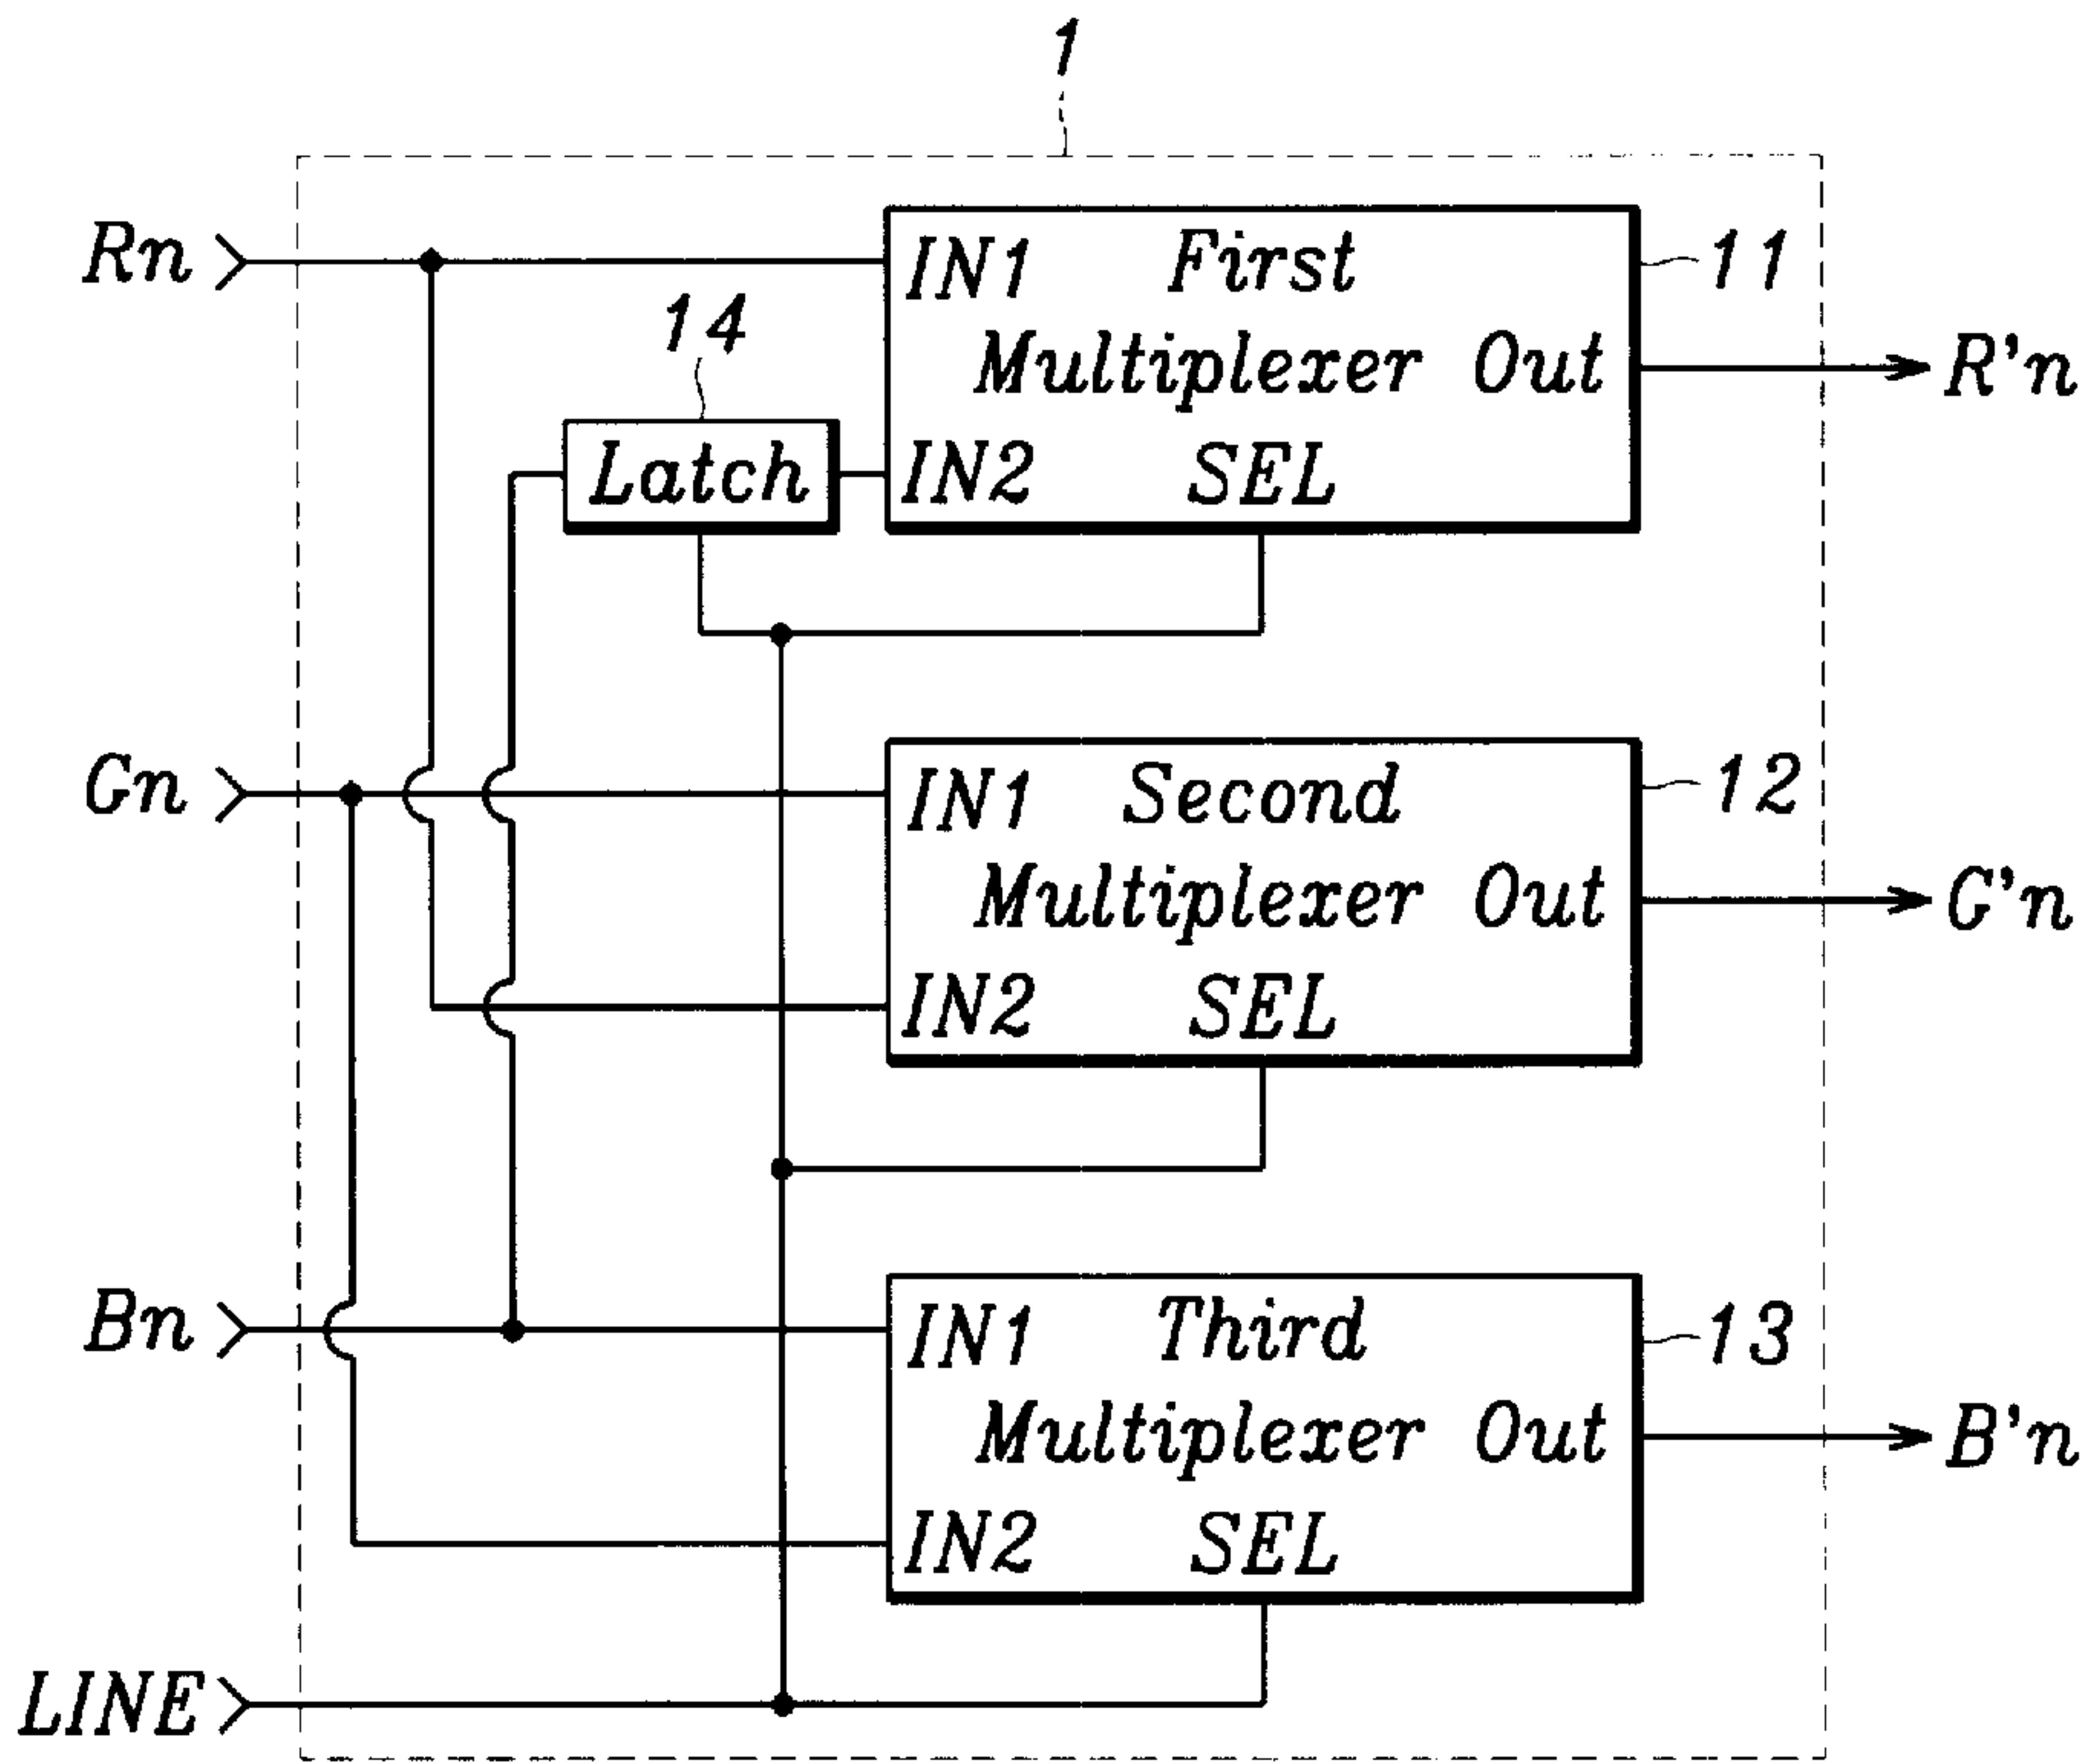 1
Rn
IN1 First
11
14
Multiplexer Out
R'n
Latch
IN2 SEL
Gn
IN1 Second
12
Multiplexer Out
G'n
IN2 SEL
Bn
IN1 Third
13
Multiplexer Out
B'n
IN2 SEL
LINE